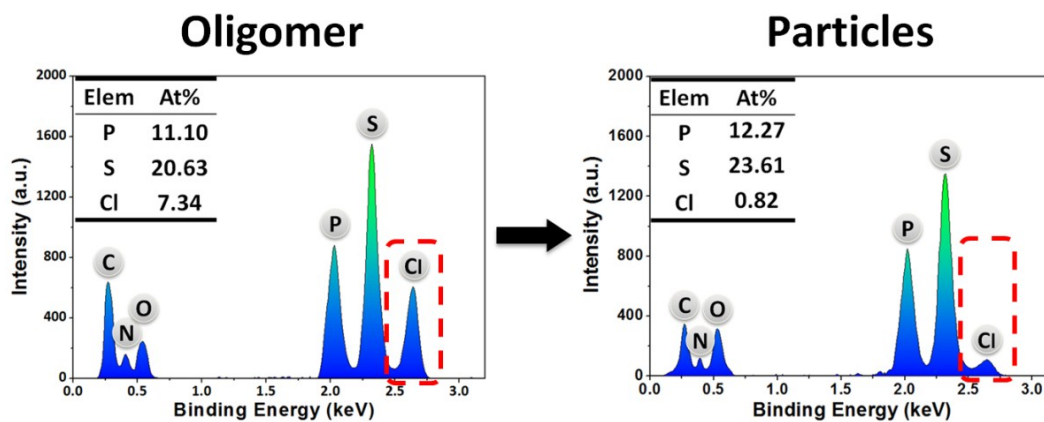 Oligomer
2000
1600
1200
800
400
0
Intensity (a.u.)
Elem At%
P 11.10
S 20.63
Cl 7.34
C
N
O
P
S
Cl
0.0 0.5 1.0 1.5 2.0 2.5 3.0
Binding Energy (keV)
Particles
2000
1600
1200
800
400
0
Intensity (a.u.)
Elem At%
P 12.27
S 23.61
Cl 0.82
C
N
O
P
S
Cl
0.0 0.5 1.0 1.5 2.0 2.5 3.0
Binding Energy (keV)